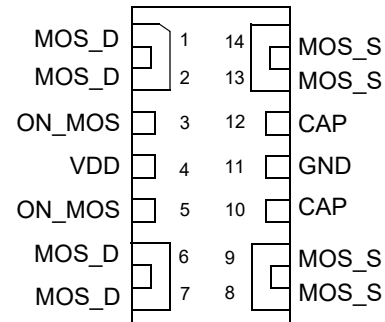 MOS_D 1 14 MOS_S
MOS_D 2 13 MOS_S
ON_MOS 3 12 CAP
VDD 4 11 GND
ON_MOS 5 10 CAP
MOS_D 6 9 MOS_S
MOS_D 7 8 MOS_S